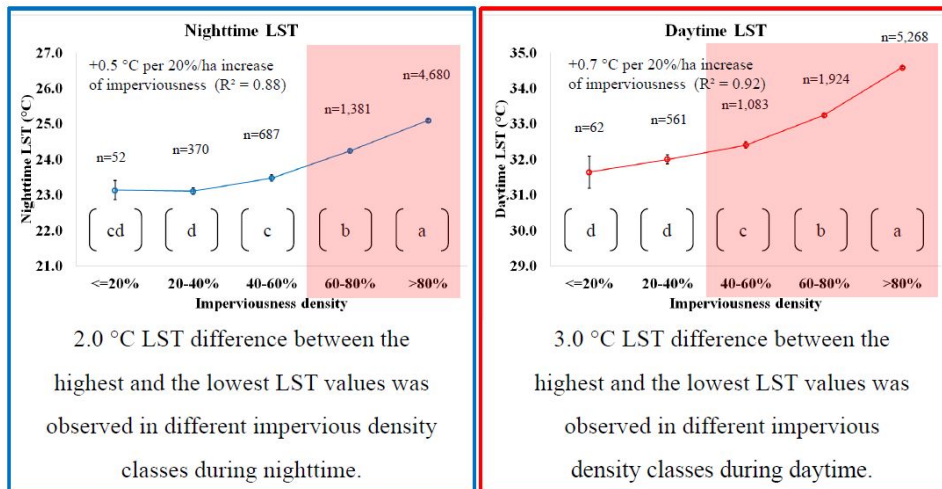 Nighttime LST
27.0
+0.5 °C per 20%/ha increase
of imperviousness (R² = 0.88)
n=4,680
26.0
n=1,381
25.0
n=687
n=370
n=52
24.0
23.0
22.0
21.0
Nighttime LST (°C)
cd d c b a
<=20% 20-40% 40-60% 60-80% >80%
Imperviousness density
2.0 °C LST difference between the
highest and the lowest LST values was
observed in different impervious density
classes during nighttime.
Daytime LST
n=5,268
35.0
+0.7 °C per 20%/ha increase
of imperviousness (R² = 0.92)
n=1,924
34.0
n=1,083
n=561
n=62
33.0
32.0
31.0
30.0
29.0
Daytime LST (°C)
d d c b a
<=20% 20-40% 40-60% 60-80% >80%
Imperviousness density
3.0 °C LST difference between the
highest and the lowest LST values was
observed in different impervious
density classes during daytime.